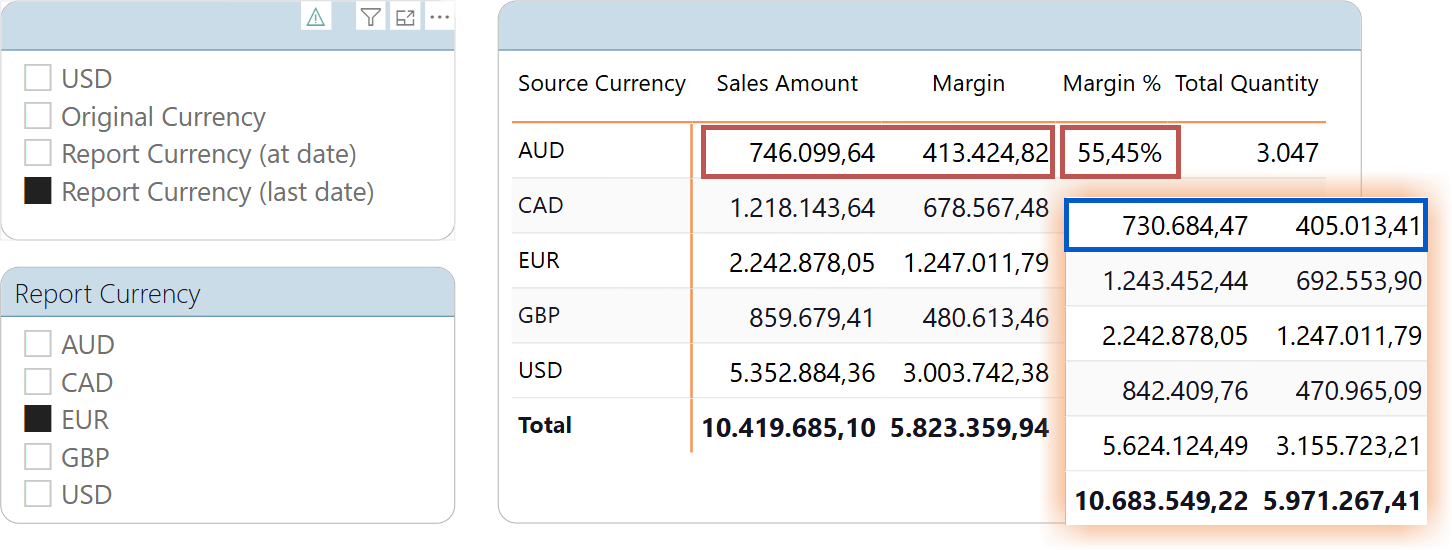 USD
Original Currency
Report Currency (at date)
Report Currency (last date)
Report Currency
AUD
CAD
EUR
GBP
USD
Source Currency Sales Amount Margin Margin % Total Quantity
AUD 746.099,64 413.424,82 55,45% 3.047
CAD 1.218.143,64 678.567,48
EUR 2.242.878,05 1.247.011,79
GBP 859.679,41 480.613,46
USD 5.352.884,36 3.003.742,38
Total 10.419.685,10 5.823.359,94
730.684,47 405.013,41
1.243.452,44 692.553,90
2.242.878,05 1.247.011,79
842.409,76 470.965,09
5.624.124,49 3.155.723,21
10.683.549,22 5.971.267,41